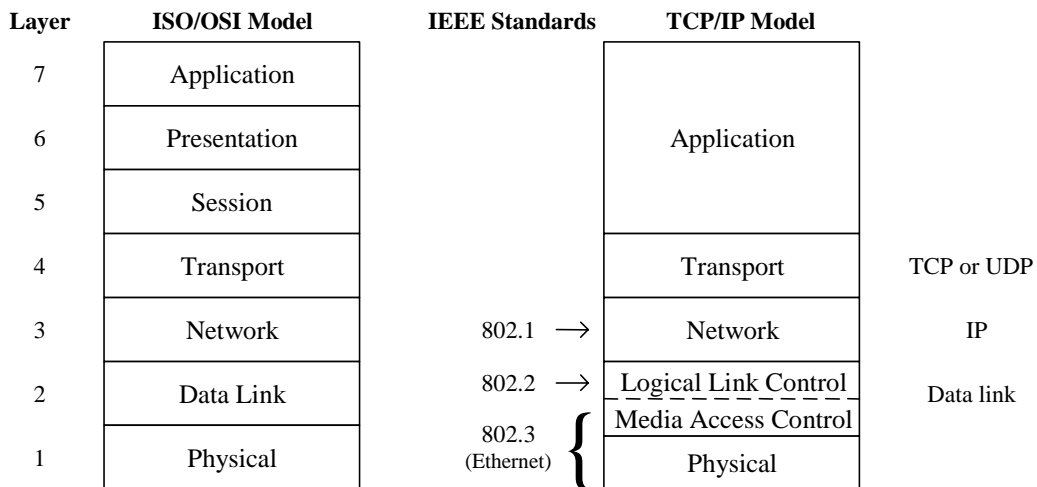 Layer ISO/OSI Model IEEE Standards TCP/IP Model
7 Application
6 Presentation Application
5 Session
4 Transport Transport TCP or UDP
3 Network 802.1 → Network IP
802.2 → Logical Link Control
2 Data Link Data link
Media Access Control
802.3
(Ethernet)
1 Physical Physical